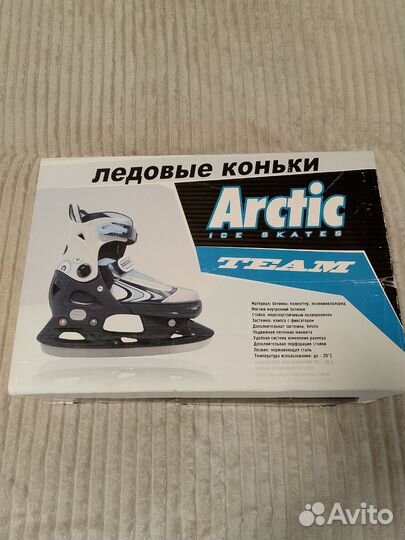 ледовые коньки
Arctic
ICE SKATES
TEAM
Материал: ботинка: полиэстер, поливинилхлорид
Мягкий внутренний ботинок
Стакан: морозоустойчивый полипропилен
Застежка: клипса с фиксатором
Дополнительная застежка: Velcro
Подвижная пяточная манжета
Удобная система изменения размера
Дополнительная перфорация стойки
Лезвие: нержавеющая сталь
Температура использования: до - 20°C
Avito